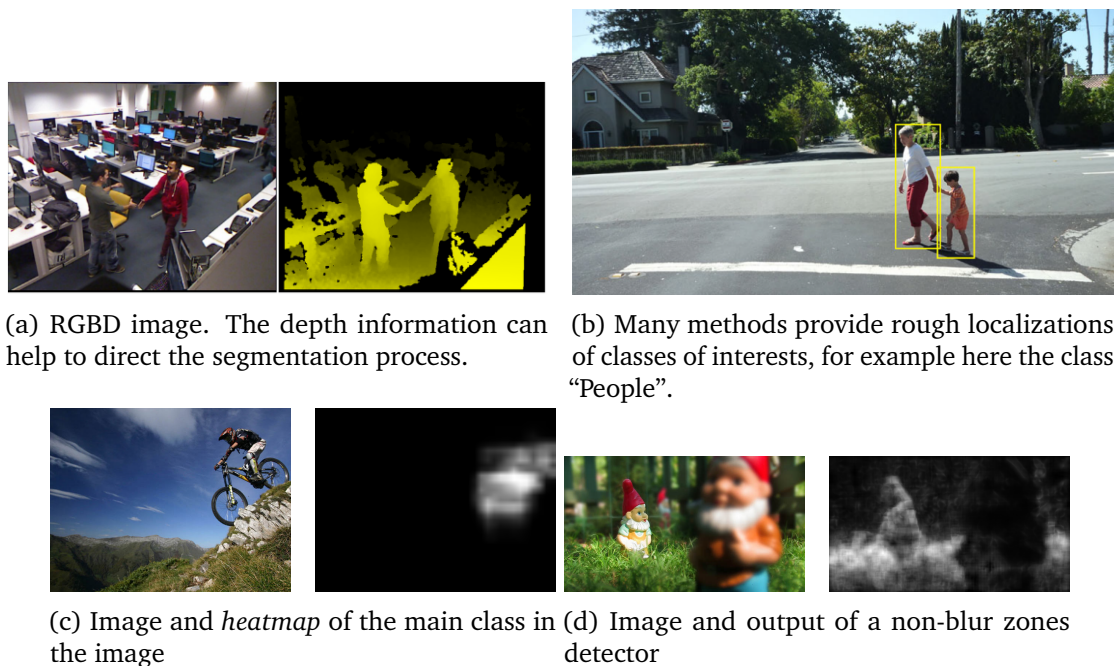 (a) RGBD image. The depth information can
help to direct the segmentation process.
(b) Many methods provide rough localizations
of classes of interests, for example here the class
“People”.
(c) Image and heatmap of the main class in
the image
(d) Image and output of a non-blur zones
detector